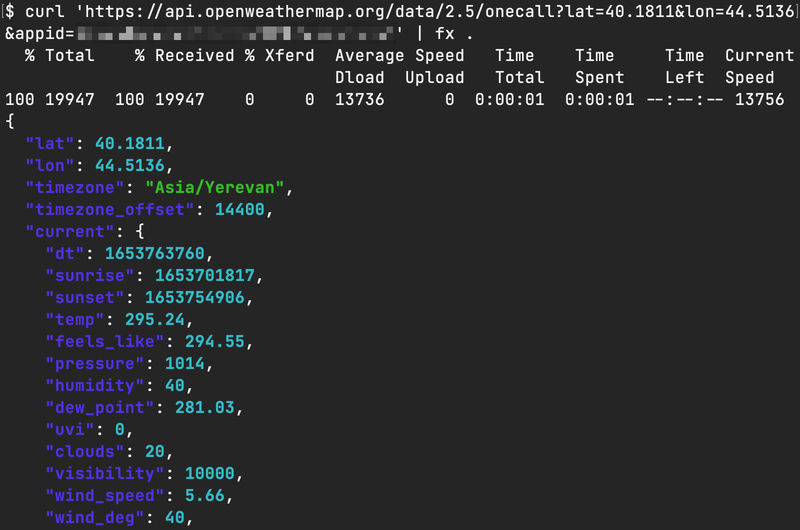 $ curl 'https://api.openweathermap.org/data/2.5/onecall?lat=40.1811&lon=44.5136
&appid=' | fx .
% Total % Received % Xferd Average Speed Time Time Time Current
Dload Upload Total Spent Left Speed
100 19947 100 19947 0 0 13736 0 0:00:01 0:00:01 --:--:-- 13756
{
"lat": 40.1811,
"lon": 44.5136,
"timezone": "Asia/Yerevan",
"timezone_offset": 14400,
"current": {
"dt": 1653763760,
"sunrise": 1653701817,
"sunset": 1653754906,
"temp": 295.24,
"feels_like": 294.55,
"pressure": 1014,
"humidity": 40,
"dew_point": 281.03,
"uvi": 0,
"clouds": 20,
"visibility": 10000,
"wind_speed": 5.66,
"wind_deg": 40,